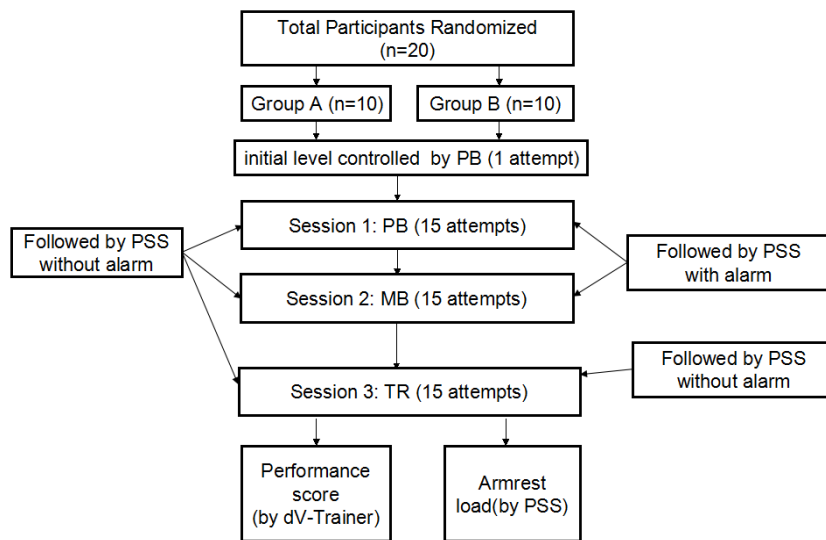 Total Participants Randomized
(n=20)
Group A (n=10)
Group B (n=10)
initial level controlled by PB (1 attempt)
Session 1: PB (15 attempts)
Followed by PSS
without alarm
Followed by PSS
with alarm
Session 2: MB (15 attempts)
Followed by PSS
without alarm
Session 3: TR (15 attempts)
Performance
score
(by dV-Trainer)
Armrest
load(by PSS)